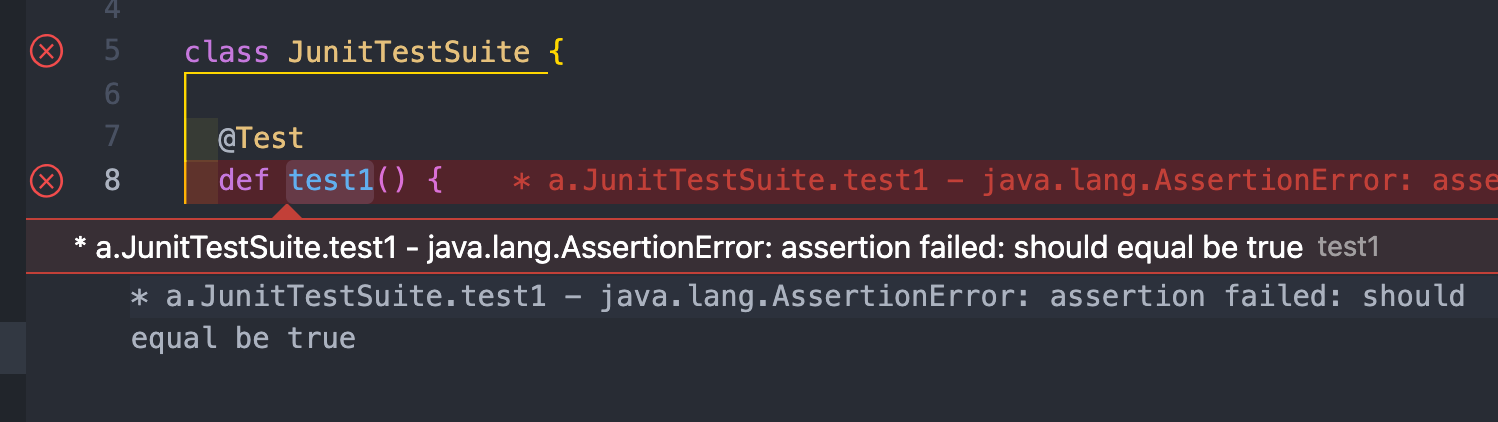 4
5 class JunitTestSuite {
6
7 @Test
8 def test1() { * a.JunitTestSuite.test1 - java.lang.AssertionError: asse
* a.JunitTestSuite.test1 - java.lang.AssertionError: assertion failed: should equal be true test1
* a.JunitTestSuite.test1 - java.lang.AssertionError: assertion failed: should
equal be true